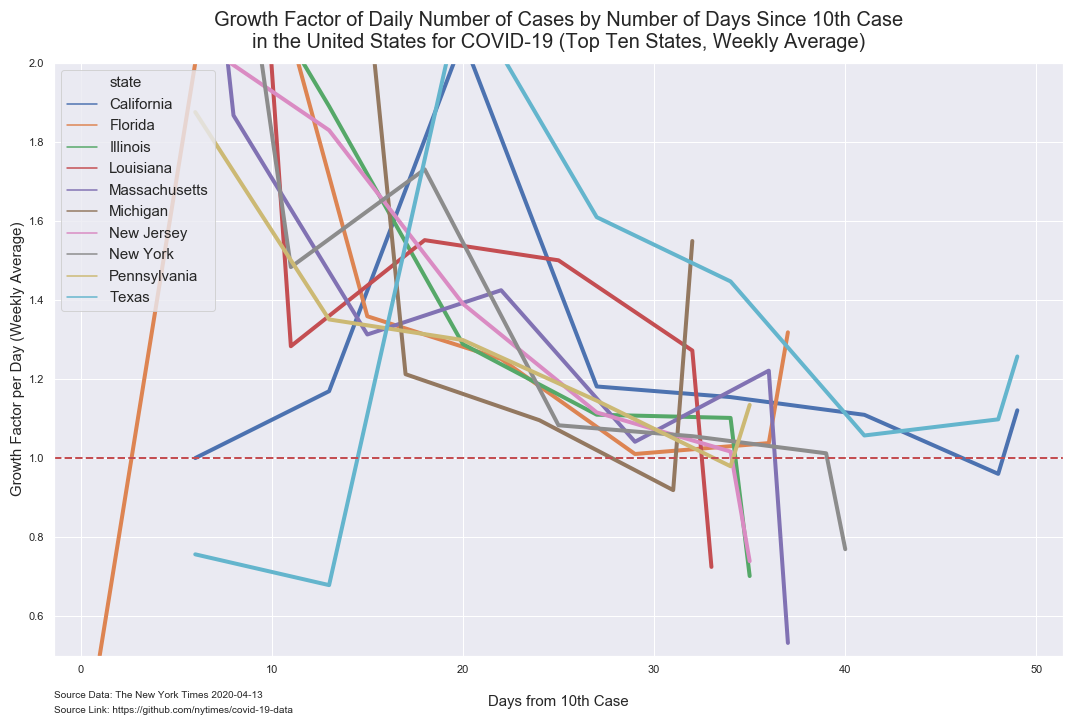 Growth Factor of Daily Number of Cases by Number of Days Since 10th Case
in the United States for COVID-19 (Top Ten States, Weekly Average)
Growth Factor per Day (Weekly Average)
2.0
1.8
1.6
1.4
1.2
1.0
0.8
0.6
state
California
Florida
Illinois
Louisiana
Massachusetts
Michigan
New Jersey
New York
Pennsylvania
Texas
0 10 20 30 40 50
Days from 10th Case
Source Data: The New York Times 2020-04-13
Source Link: https://github.com/nytimes/covid-19-data